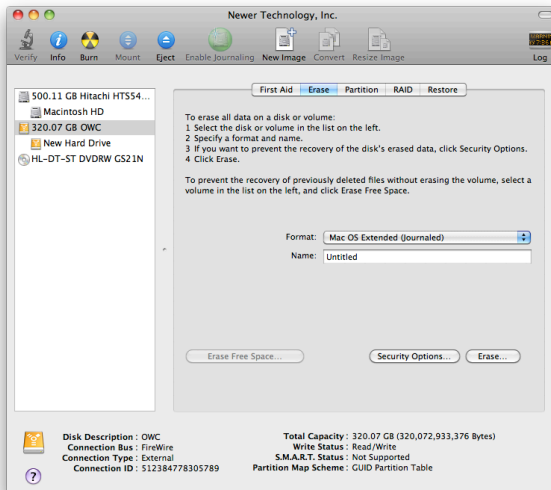 Newer Technology, Inc.
Verify Info Burn Mount Eject Enable Journaling New Image Convert Resize Image Log
First Aid Erase Partition RAID Restore
500.11 GB Hitachi HTS54...
Macintosh HD
320.07 GB OWC
New Hard Drive
HL-DT-ST DVDRW GS21N
To erase all data on a disk or volume:
1 Select the disk or volume in the list on the left.
2 Specify a format and name.
3 If you want to prevent the recovery of the disk's erased data, click Security Options.
4 Click Erase.
To prevent the recovery of previously deleted files without erasing the volume, select a
volume in the list on the left, and click Erase Free Space.
Format: Mac OS Extended (Journaled)
Name: Untitled
Erase Free Space... Security Options... Erase...
Disk Description : OWC
Connection Bus : FireWire
Connection Type : External
Connection ID : 512384778305789
Total Capacity : 320.07 GB (320,072,933,376 Bytes)
Write Status : Read/Write
S.M.A.R.T. Status : Not Supported
Partition Map Scheme : GUID Partition Table
?